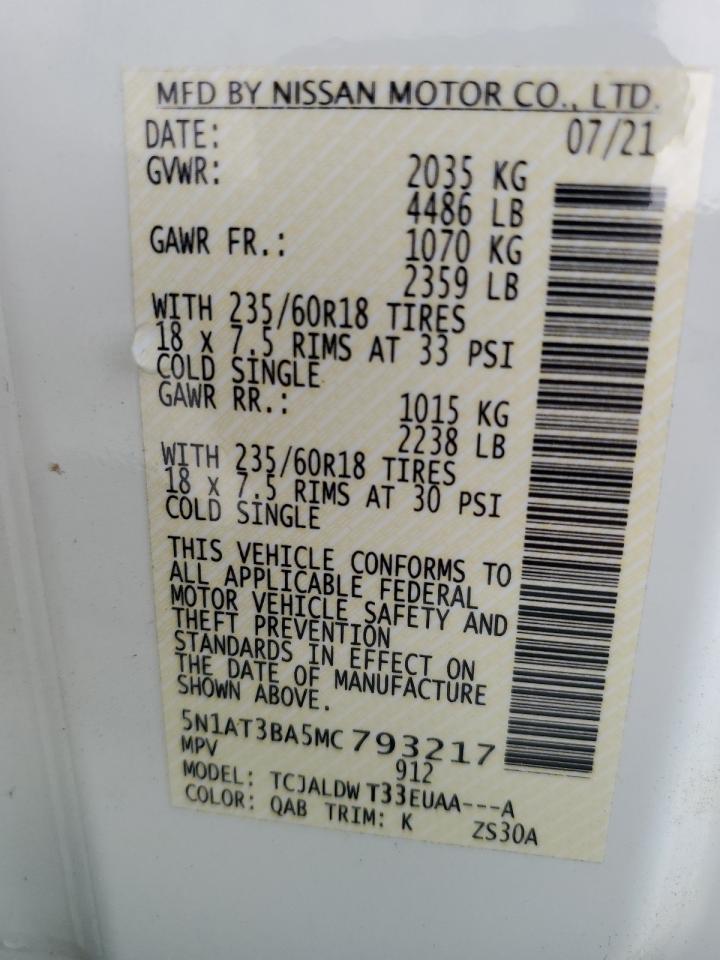 MFD BY NISSAN MOTOR CO., LTD.
DATE: 07/21
GVWR: 2035 KG
4486 LB
GAWR FR.: 1070 KG
2359 LB
WITH 235/60R18 TIRES
18 x 7.5 RIMS AT 33 PSI
COLD SINGLE
GAWR RR.: 1015 KG
2238 LB
WITH 235/60R18 TIRES
18 x 7.5 RIMS AT 30 PSI
COLD SINGLE
THIS VEHICLE CONFORMS TO
ALL APPLICABLE FEDERAL
MOTOR VEHICLE SAFETY AND
THEFT PREVENTION
STANDARDS IN EFFECT ON
THE DATE OF MANUFACTURE
SHOWN ABOVE.
5N1AT3BA5MC 793217
MPV 912
MODEL: TCJALDW T33EUAA---A
COLOR: QAB TRIM: K ZS30A